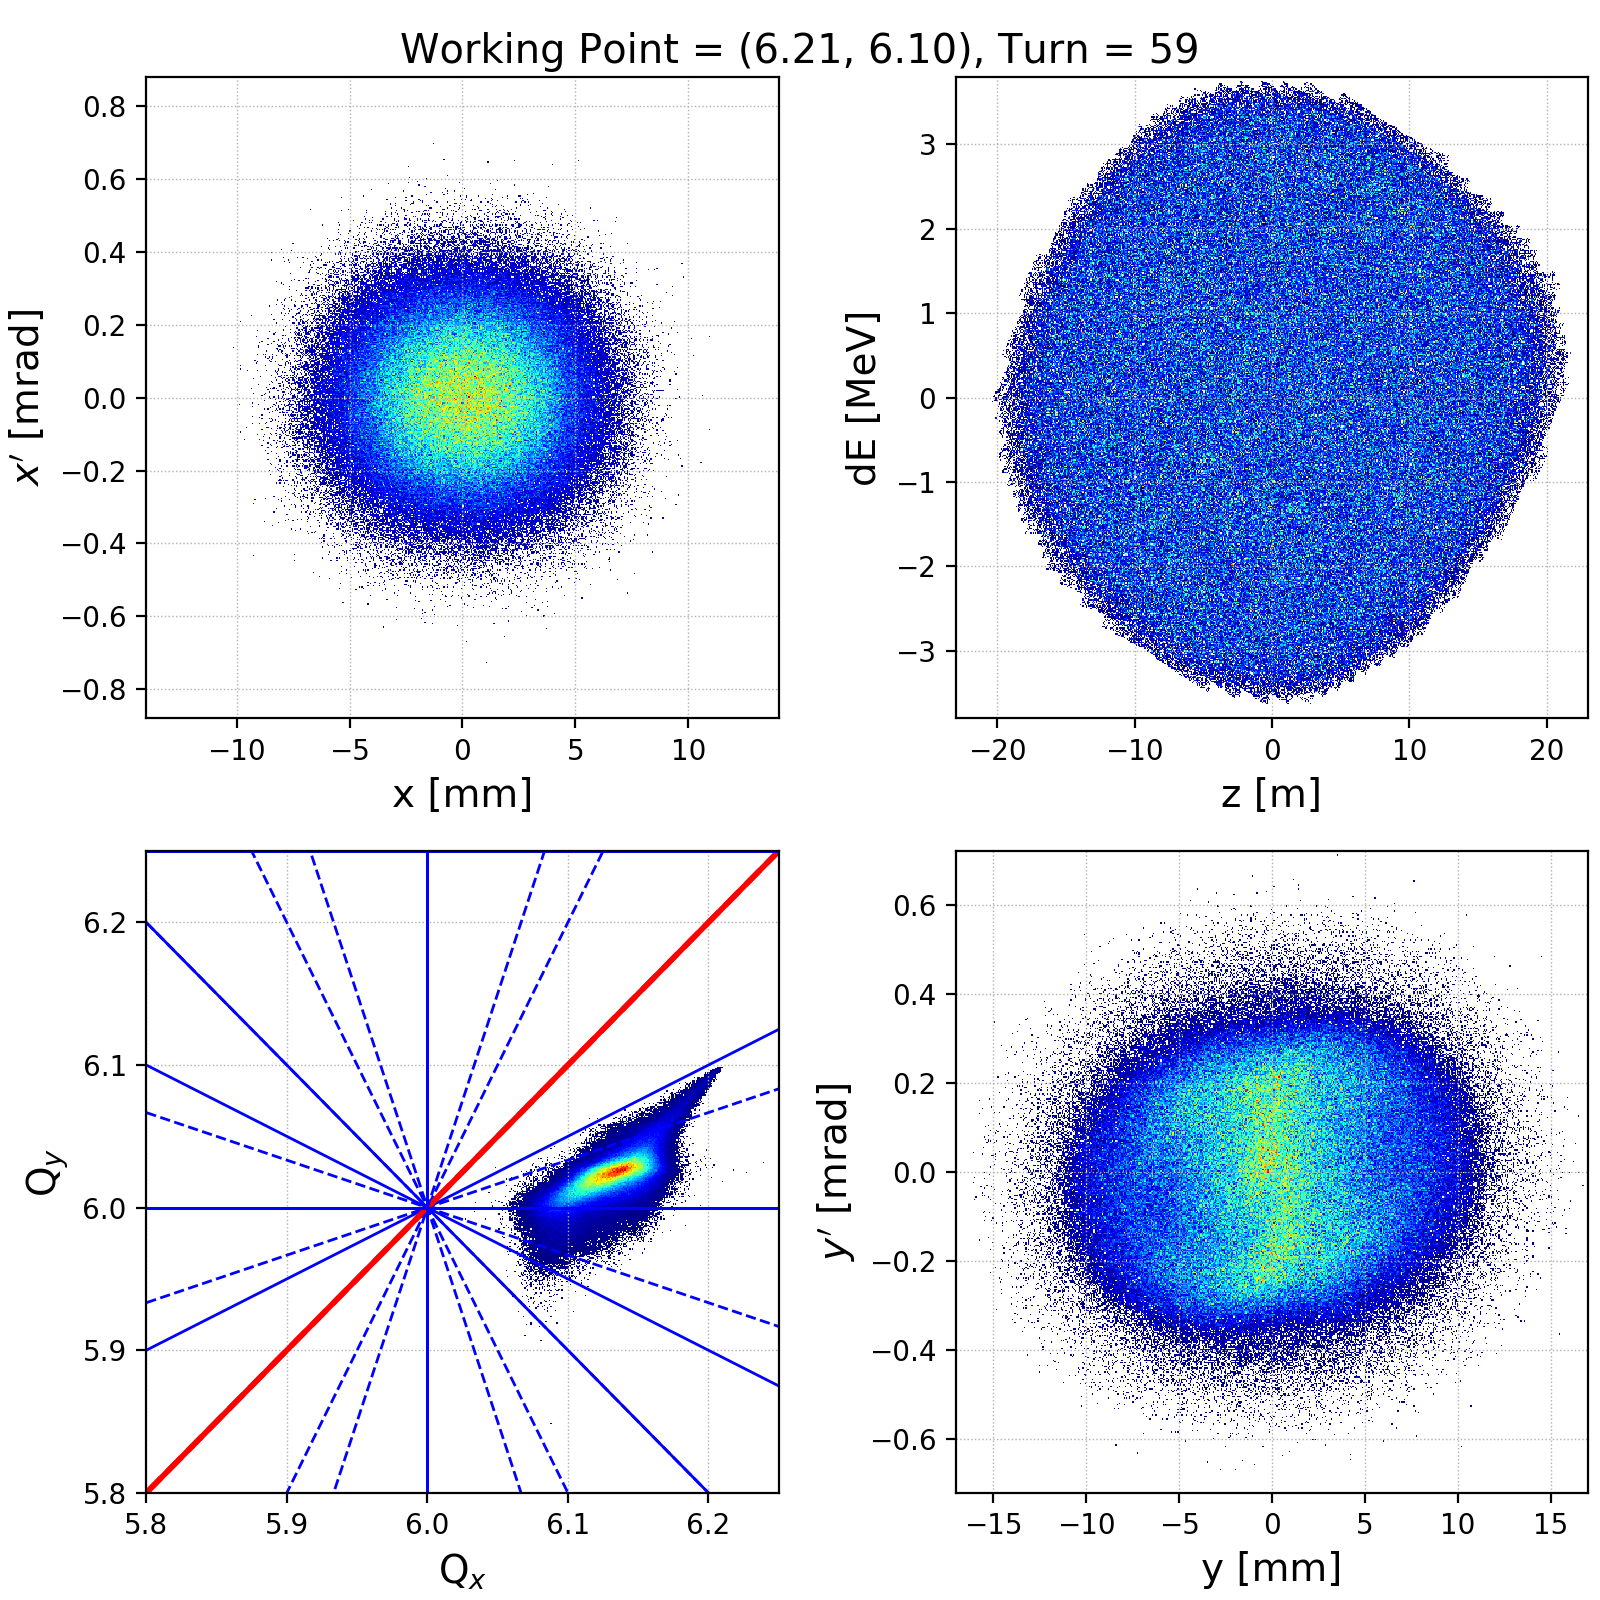 Working Point = (6.21, 6.10), Turn = 59
0.8
0.6
0.4
0.2
0.0
−0.2
−0.4
−0.6
−0.8
x′ [mrad]
−10 −5 0 5 10
x [mm]
3
2
1
0
−1
−2
−3
dE [MeV]
−20 −10 0 10 20
z [m]
6.2
6.1
6.0
5.9
5.8
Qy
5.8 5.9 6.0 6.1 6.2
Qx
0.6
0.4
0.2
0.0
−0.2
−0.4
−0.6
y′ [mrad]
−15 −10 −5 0 5 10 15
y [mm]